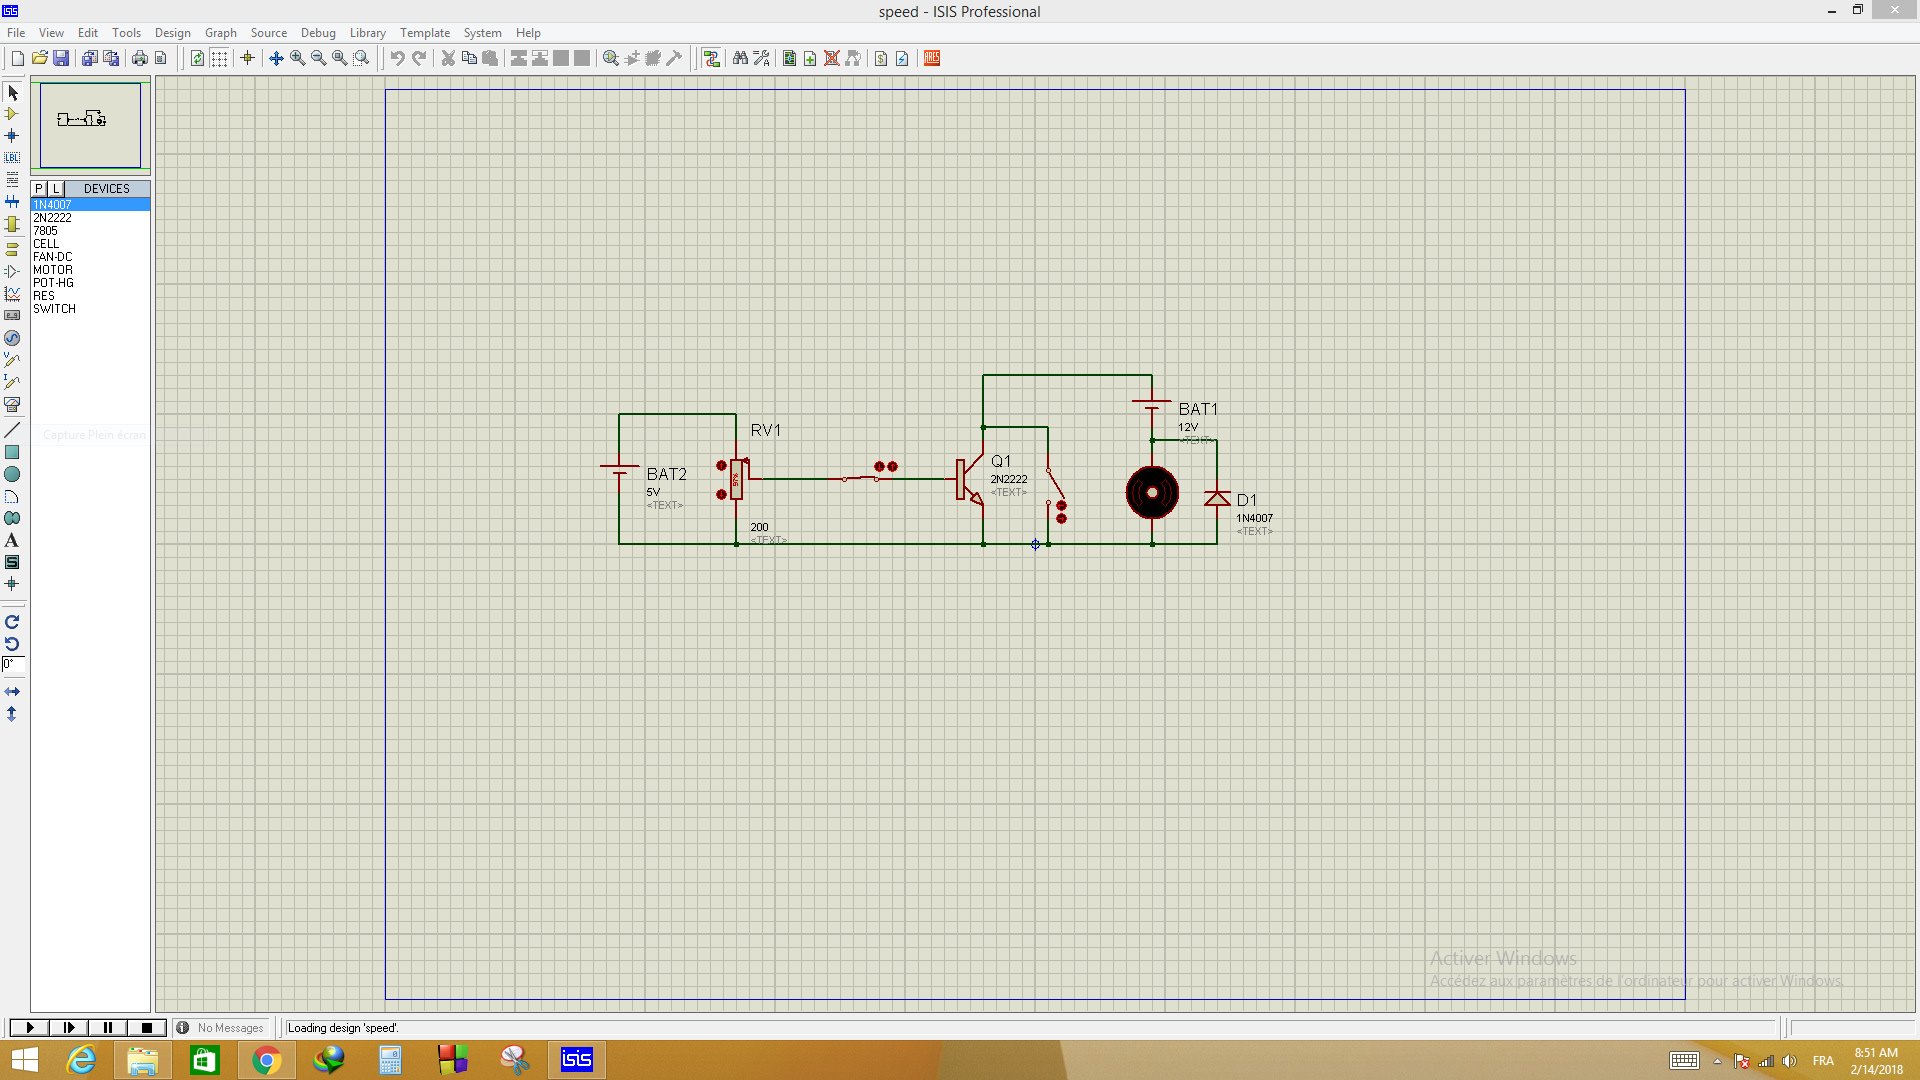 speed - ISIS Professional
File View Edit Tools Design Graph Source Debug Library Template System Help
LBL
ARES
P L DEVICES
1N4007
2N2222
7805
CELL
FAN-DC
MOTOR
POT-HG
RES
SWITCH
Capture Plein écran
A
S
0°
BAT1
12V
<TEXT>
RV1
BAT2
5V
<TEXT>
Q1
2N2222
<TEXT>
200
<TEXT>
D1
1N4007
<TEXT>
Activer Windows
Accédez aux paramètres de l'ordinateur pour activer Windows.
No Messages
Loading design 'speed'.
isis
FRA
8:51 AM
2/14/2018